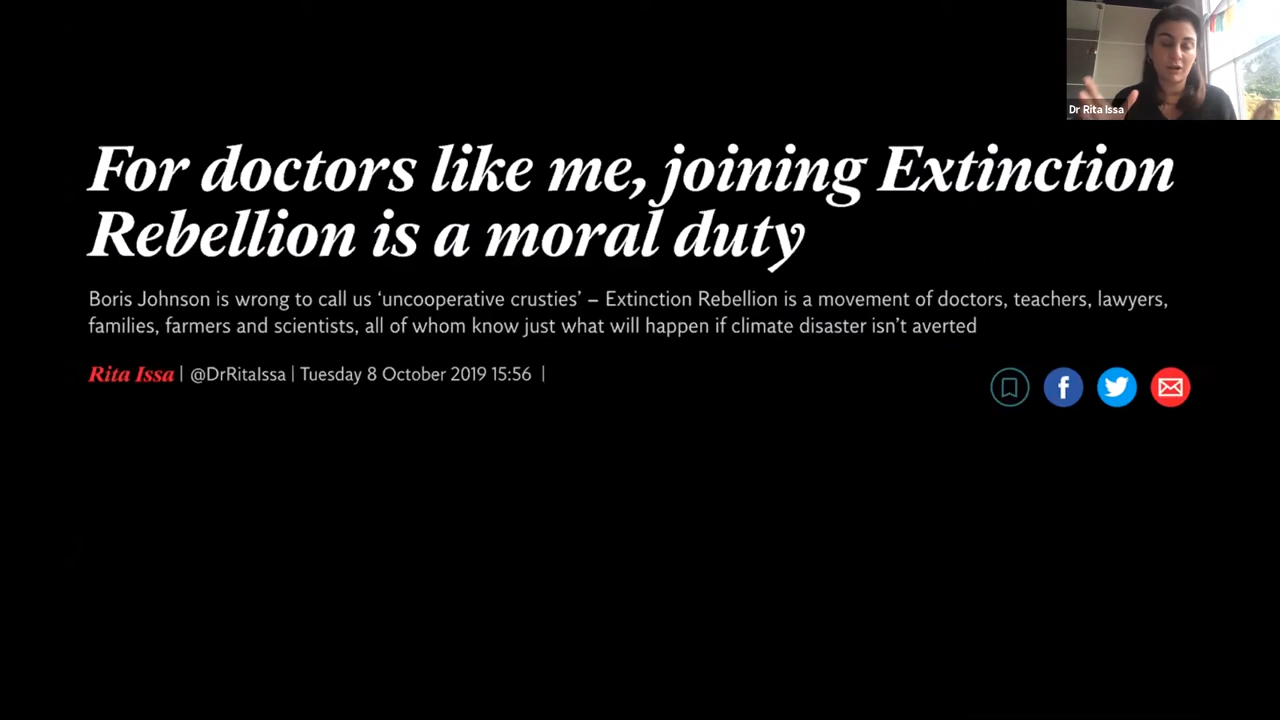 Dr Rita Issa
For doctors like me, joining Extinction
Rebellion is a moral duty
Boris Johnson is wrong to call us ‘uncooperative crusties’ – Extinction Rebellion is a movement of doctors, teachers, lawyers,
families, farmers and scientists, all of whom know just what will happen if climate disaster isn’t averted
Rita Issa | @DrRitaIssa | Tuesday 8 October 2019 15:56 |